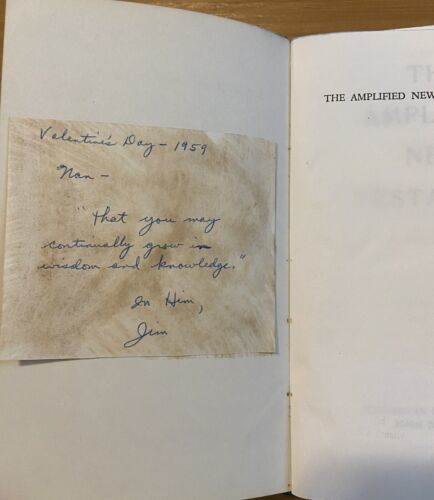 Valentine's Day - 1959
Nan -
"That you may
continually grow in
wisdom and knowledge."
In Him,
Jim
THE AMPLIFIED NEW